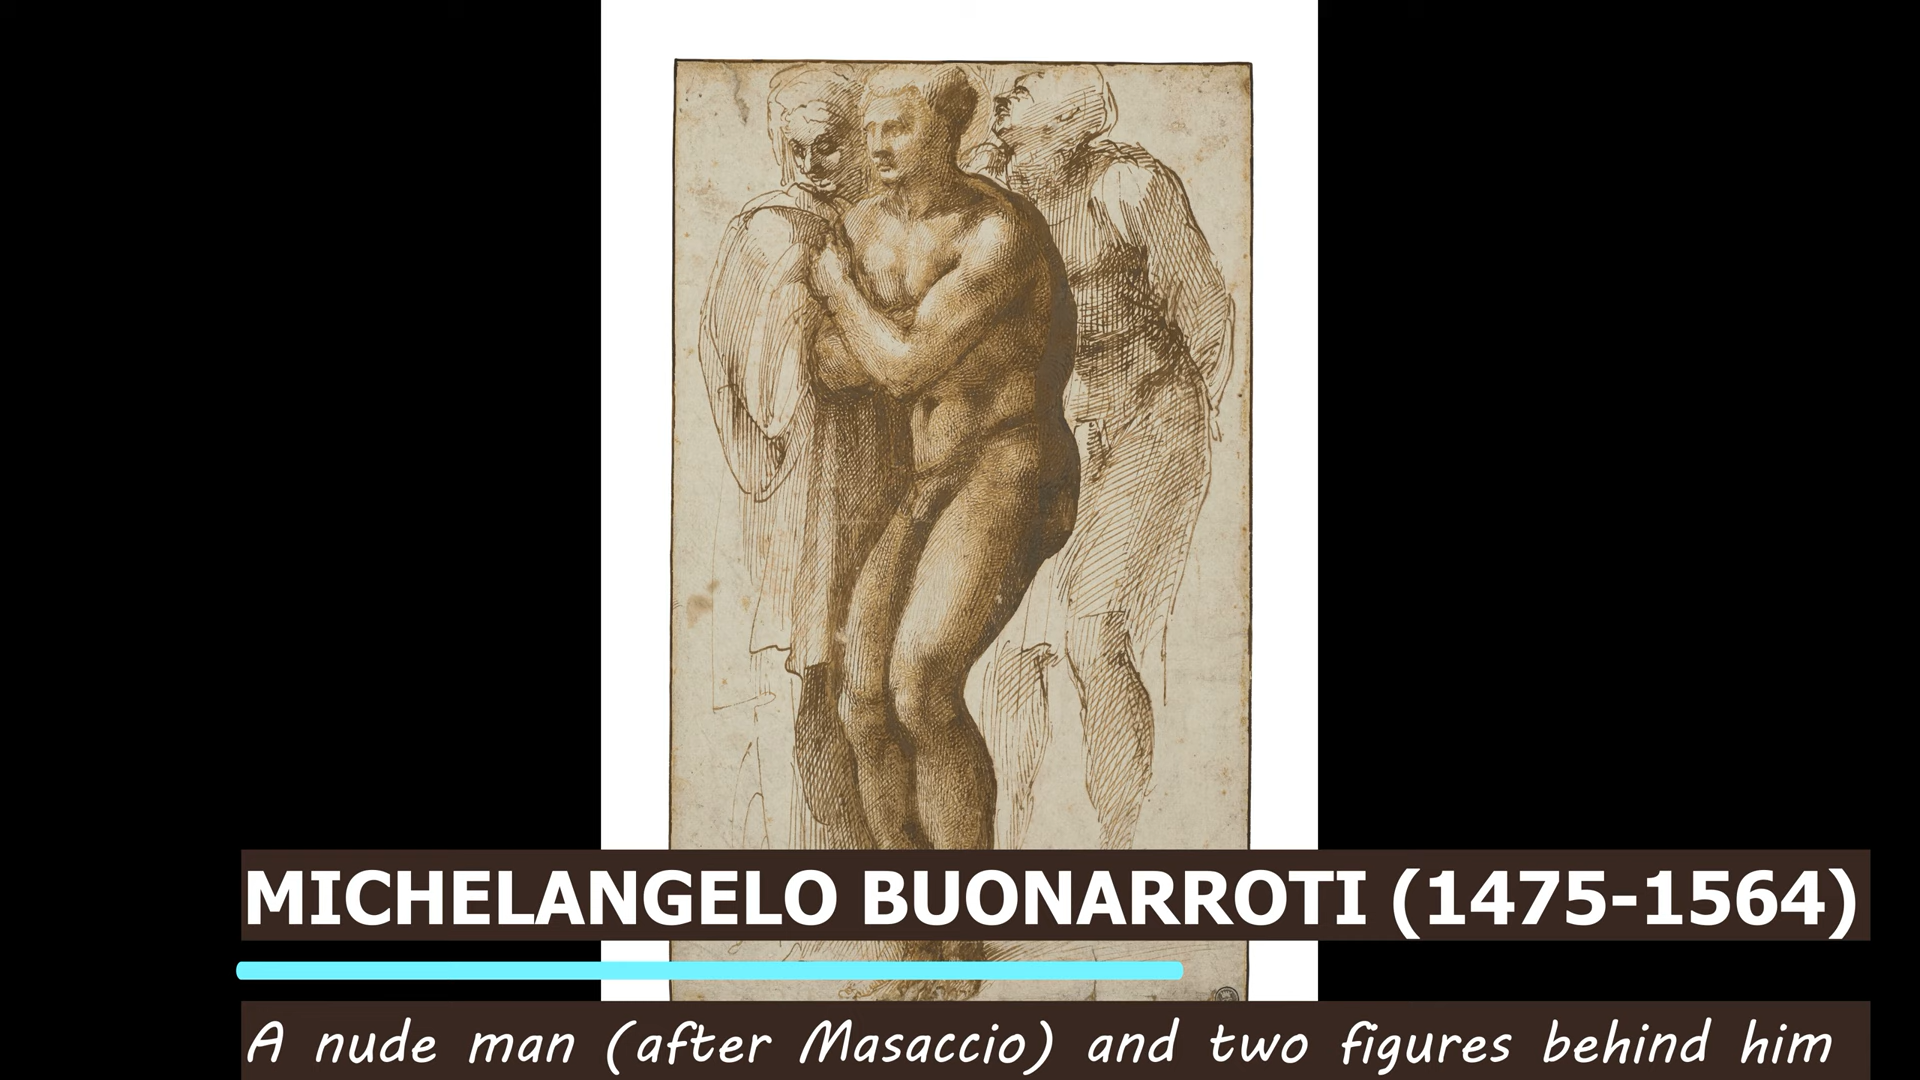 MICHELANGELO BUONARROTI (1475-1564)
A nude man (after Masaccio) and two figures behind him